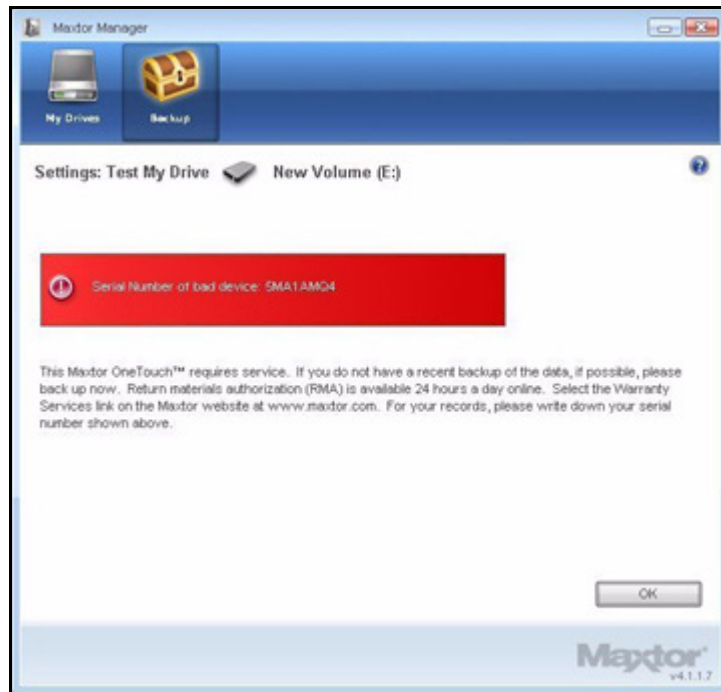 Maxtor Manager
My Drives
Backup
Settings: Test My Drive New Volume (E:)
Serial Number of bad device: 5MA1AMQ4
This Maxtor OneTouch™ requires service. If you do not have a recent backup of the data, if possible, please
back up now. Return materials authorization (RMA) is available 24 hours a day online. Select the Warranty
Services link on the Maxtor website at www.maxtor.com. For your records, please write down your serial
number shown above.
OK
Maxtor
v4.1.1.7